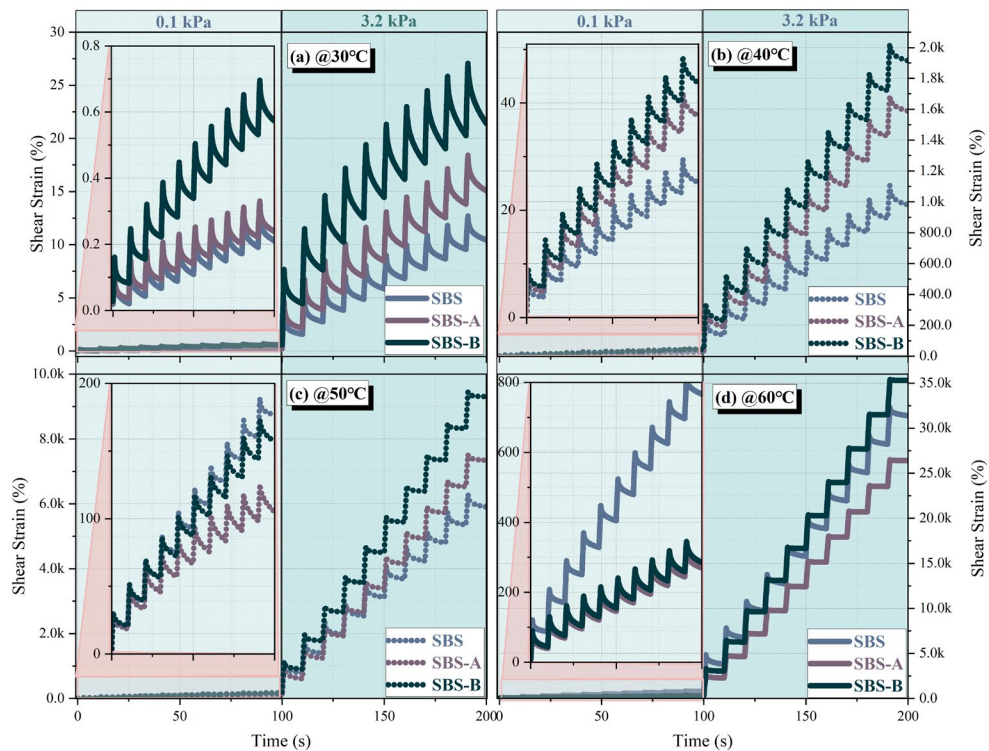 0.1 kPa
3.2 kPa
0.1 kPa
3.2 kPa
30
25
20
15
10
5
0
Shear Strain (%)
0.8
0.6
0.4
0.2
0.0
(a) @30℃
SBS
SBS-A
SBS-B
40
20
0
(b) @40℃
SBS
SBS-A
SBS-B
2.0k
1.8k
1.6k
1.4k
1.2k
1.0k
800.0
600.0
400.0
200.0
0.0
Shear Strain (%)
10.0k
8.0k
6.0k
4.0k
2.0k
0.0
Shear Strain (%)
200
100
0
(c) @50℃
SBS
SBS-A
SBS-B
0
50
100
150
200
Time (s)
800
600
400
200
0
(d) @60℃
SBS
SBS-A
SBS-B
0
50
100
150
200
Time (s)
35.0k
30.0k
25.0k
20.0k
15.0k
10.0k
5.0k
0.0
Shear Strain (%)